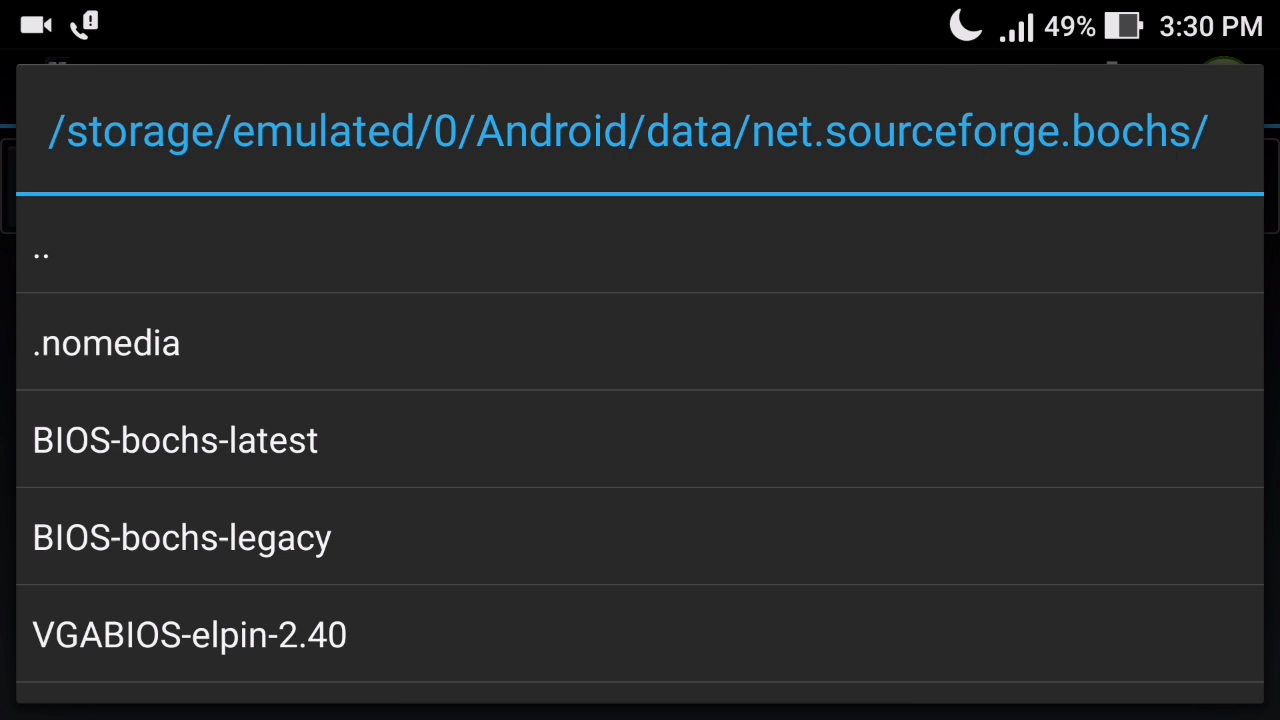 49% 3:30 PM
/storage/emulated/0/Android/data/net.sourceforge.bochs/
..
.nomedia
BIOS-bochs-latest
BIOS-bochs-legacy
VGABIOS-elpin-2.40